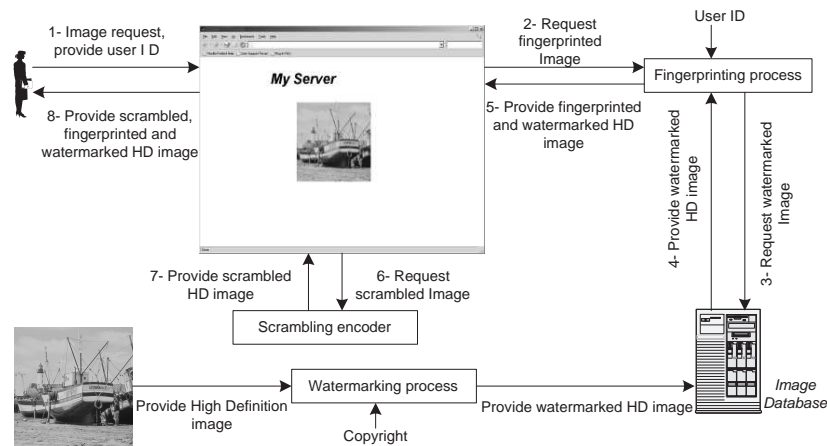 1- Image request,
provide user I D
8- Provide scrambled,
fingerprinted and
watermarked HD image
My Server
2- Request
fingerprinted
Image
User ID
Fingerprinting process
5- Provide fingerprinted
and watermarked HD
image
4- Provide watermarked
HD image
3- Request watermarked
Image
7- Provide scrambled
HD image
6- Request
scrambled Image
Scrambling encoder
Provide High Definition
image
Watermarking process
Copyright
Provide watermarked HD image
Image
Database